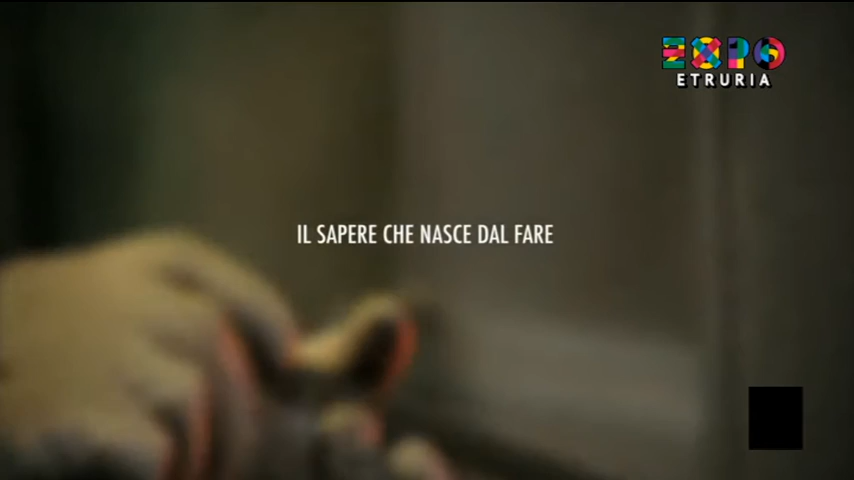 EXPO
ETRURIA
IL SAPERE CHE NASCE DAL FARE